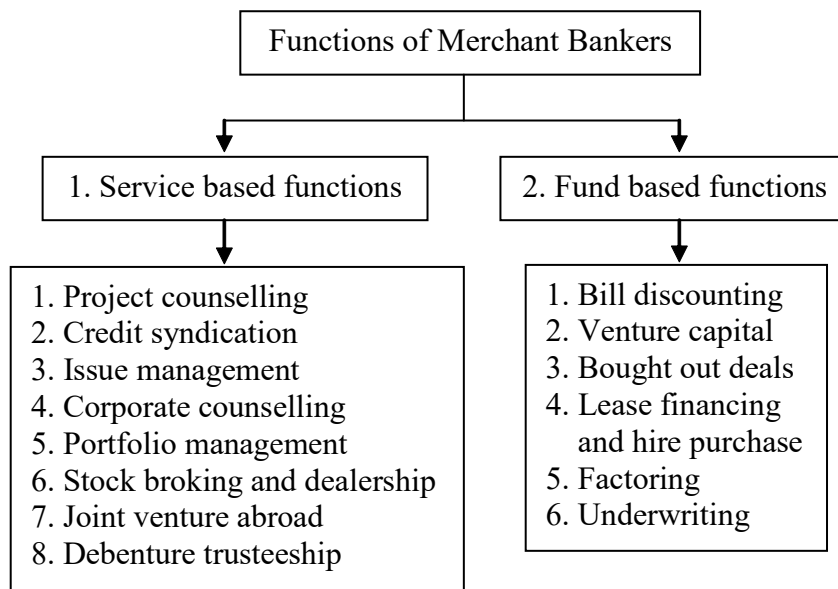 Functions of Merchant Bankers
1. Service based functions
2. Fund based functions
1. Project counselling
2. Credit syndication
3. Issue management
4. Corporate counselling
5. Portfolio management
6. Stock broking and dealership
7. Joint venture abroad
8. Debenture trusteeship
1. Bill discounting
2. Venture capital
3. Bought out deals
4. Lease financing
and hire purchase
5. Factoring
6. Underwriting